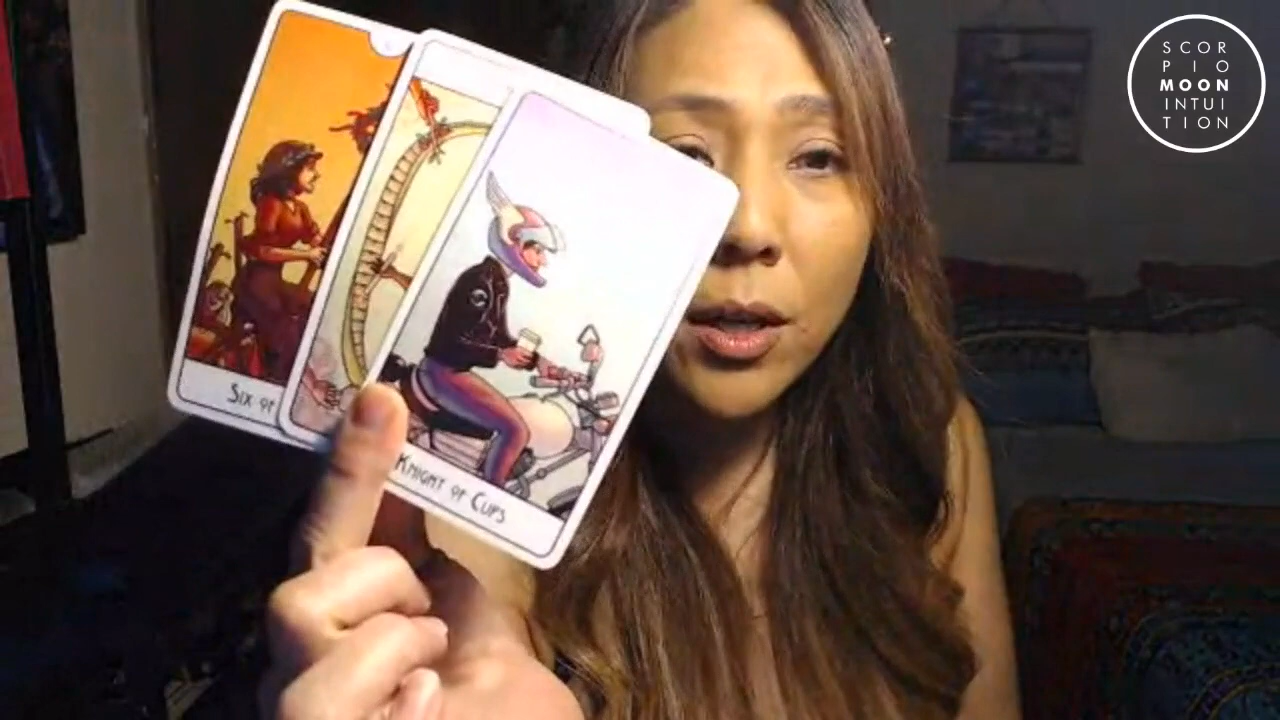 SCOR
PIO
MOON
INTUI
TION
SIX OF
KNIGHT OF CUPS